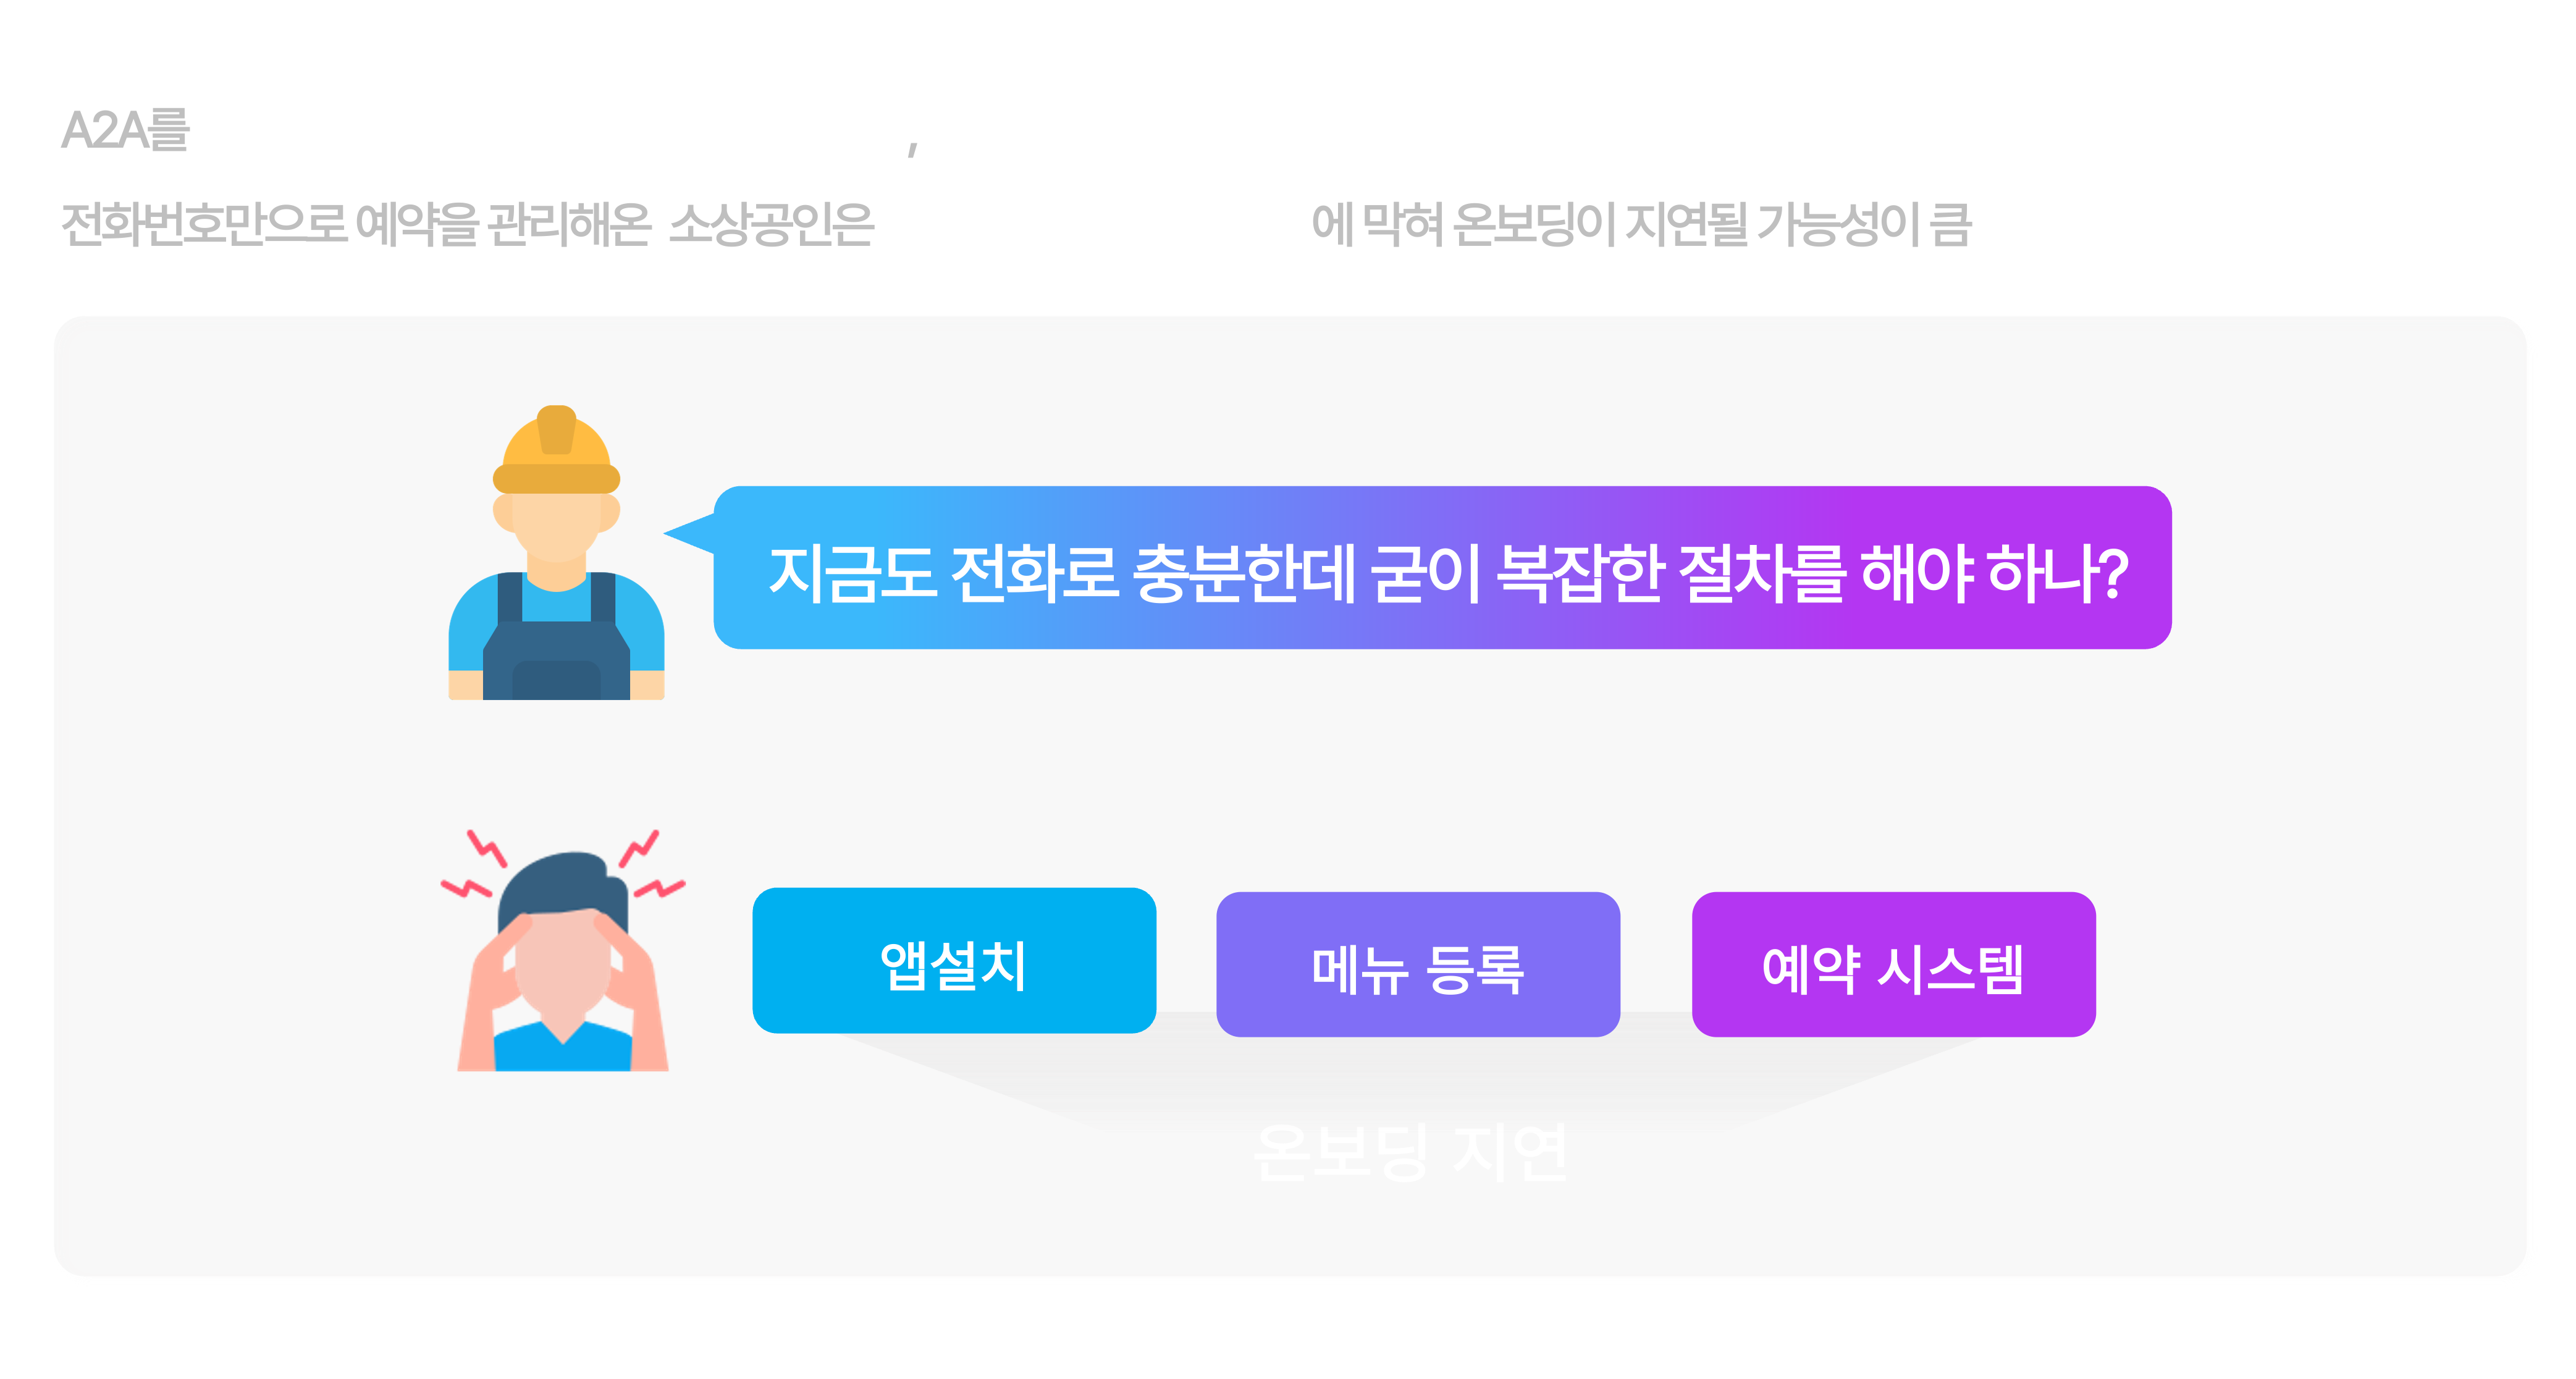 A2A를 ,
전화번호만으로 예약을 관리해온 소상공인은 에 막혀 온보딩이 지연될 가능성이 큼
지금도 전화로 충분한데 굳이 복잡한 절차를 해야 하나?
앱설치 메뉴 등록 예약 시스템
온보딩 지연